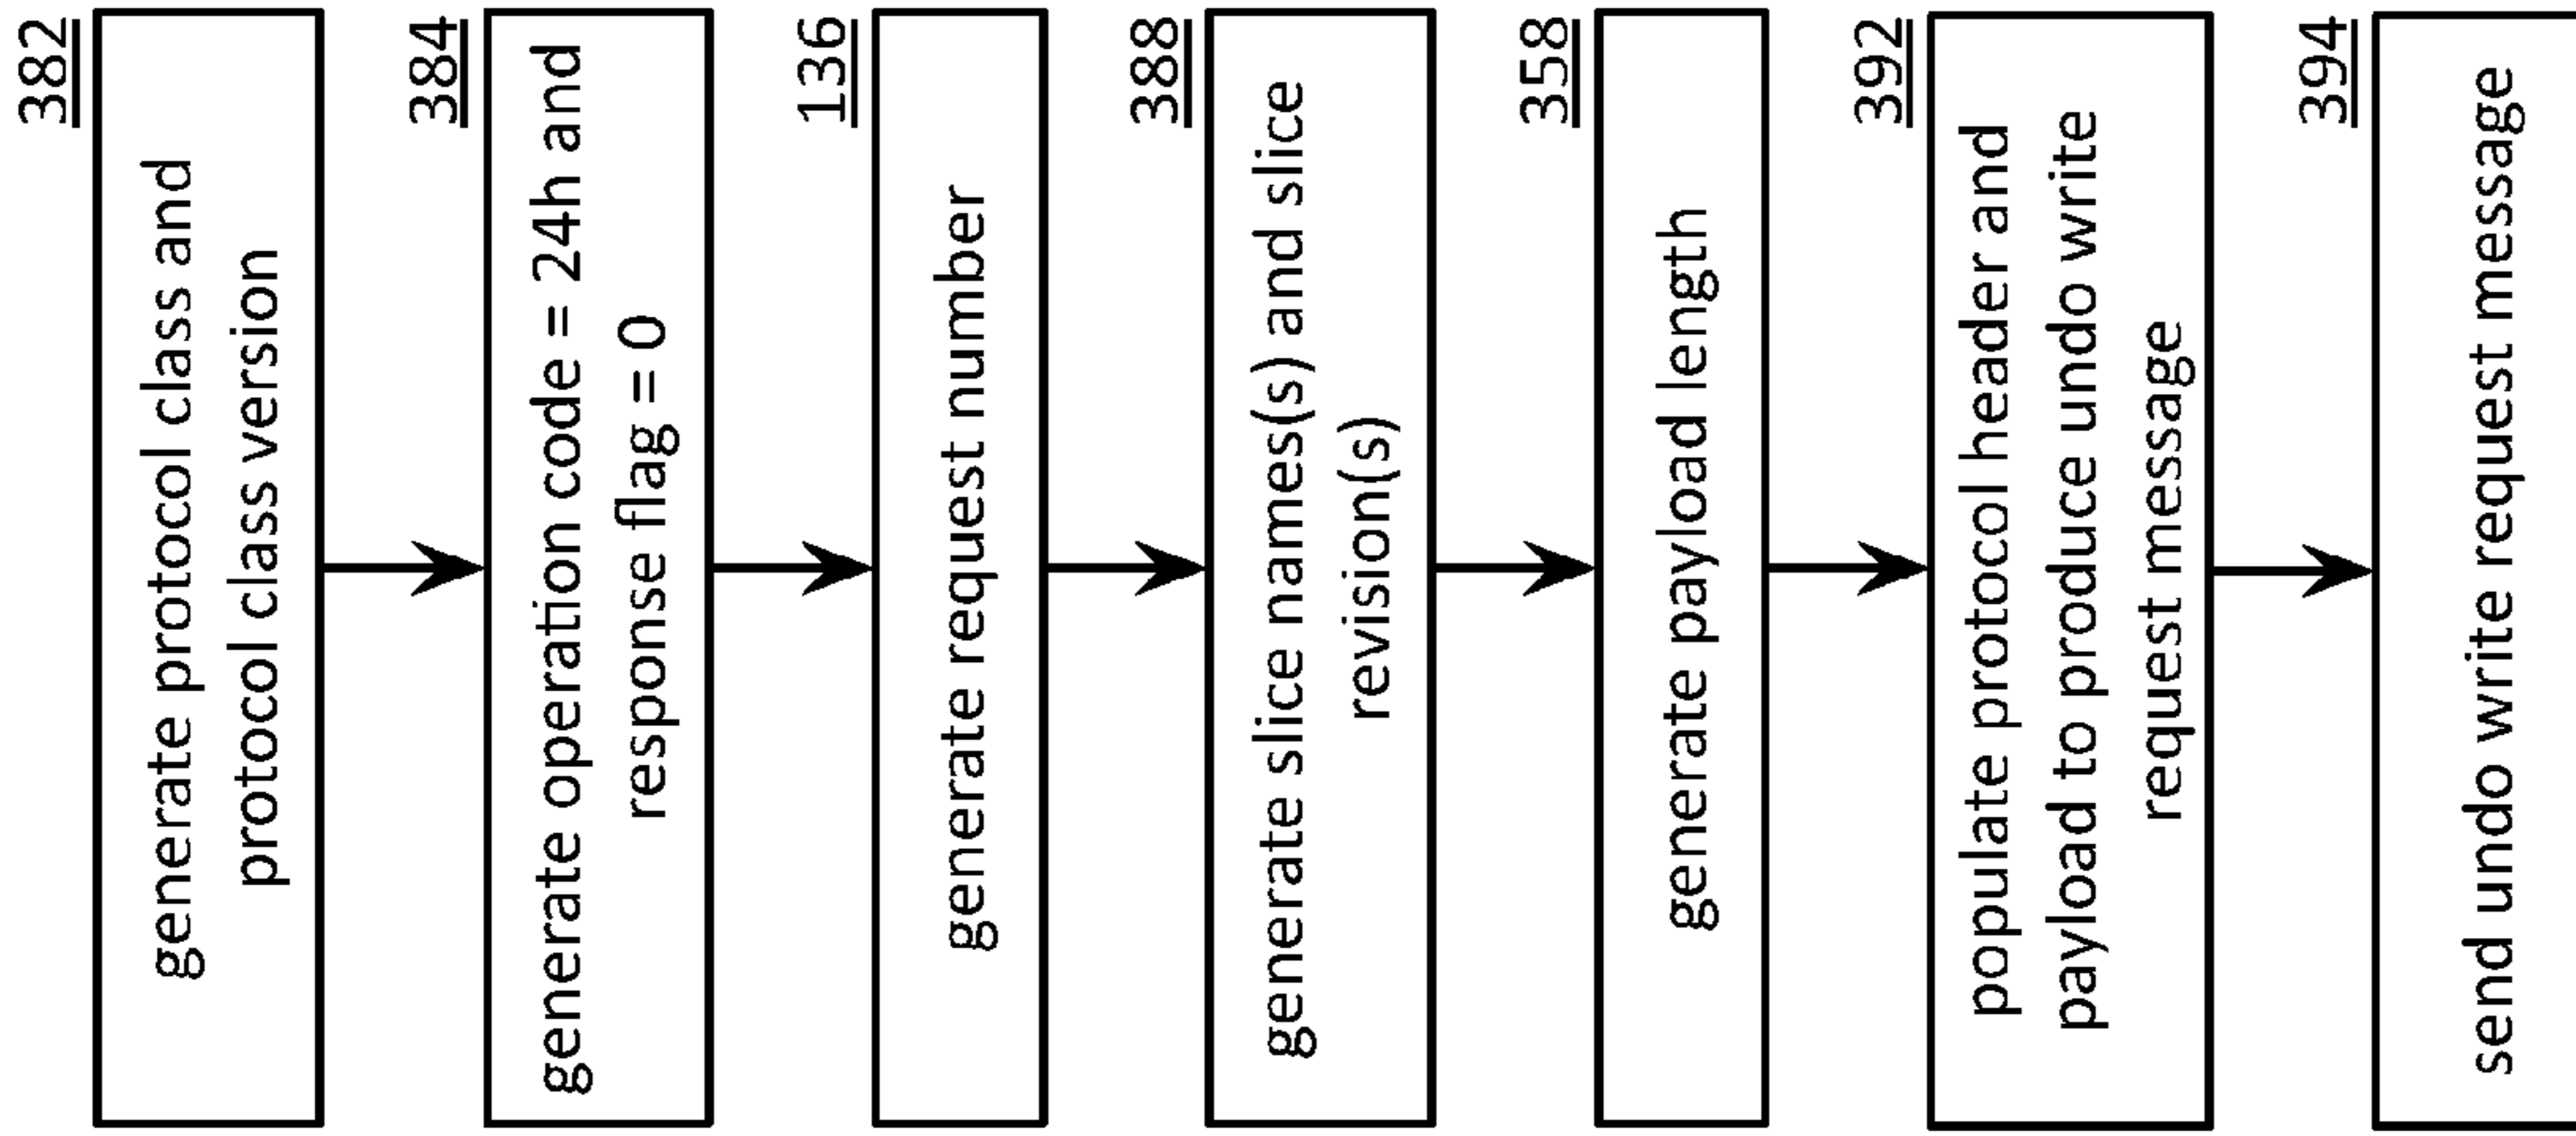 382
generate protocol class and
protocol class version
384
generate operation code = 24h and
response flag = 0
136
generate request number
388
generate slice names(s) and slice
revision(s)
358
generate payload length
392
populate protocol header and
payload to produce undo write
request message
394
send undo write request message